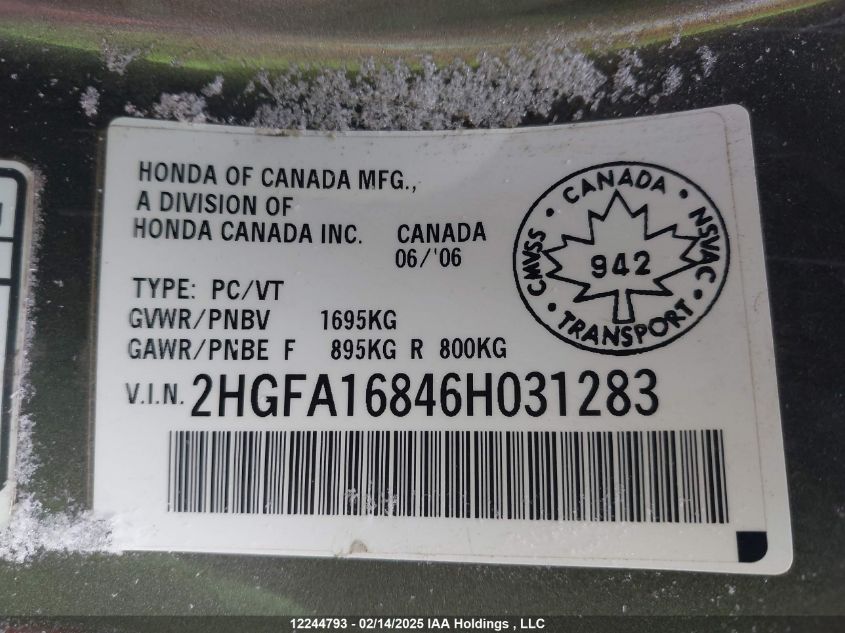 HONDA OF CANADA MFG.,
A DIVISION OF
HONDA CANADA INC. CANADA
06/'06
TYPE: PC/VT
GVWR/PNBV 1695KG
GAWR/PNBE F 895KG R 800KG
V.I.N. 2HGFA16846H031283
CMVSS • CANADA • NSVAC • TRANSPORT •
942
12244793 - 02/14/2025 IAA Holdings , LLC